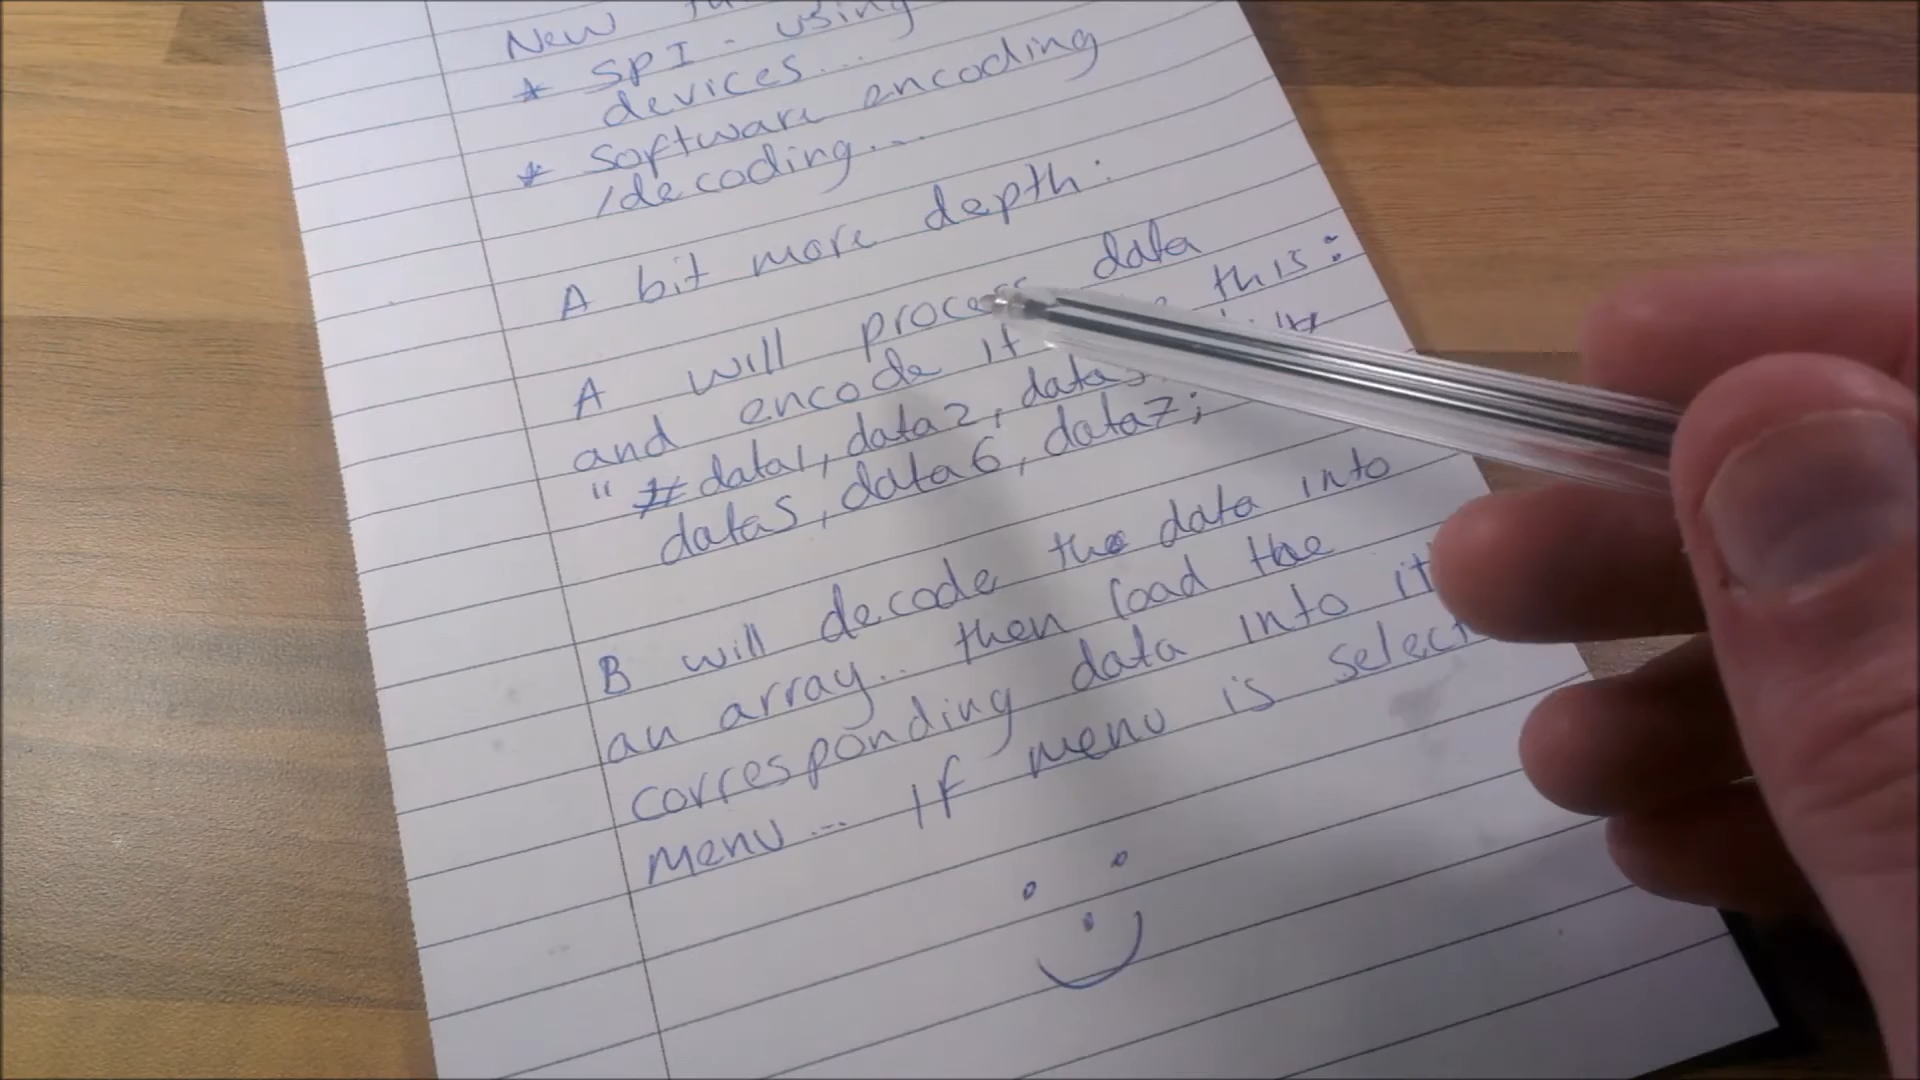 New
* SPI - using
devices...
* software encoding
/decoding...
A bit more depth:
A will process data
and encode it this:
" # data1, data2, data
data5, data6, data7;
B will decode the data into
an array.. then load the
corresponding data into it
menu... If menu is select